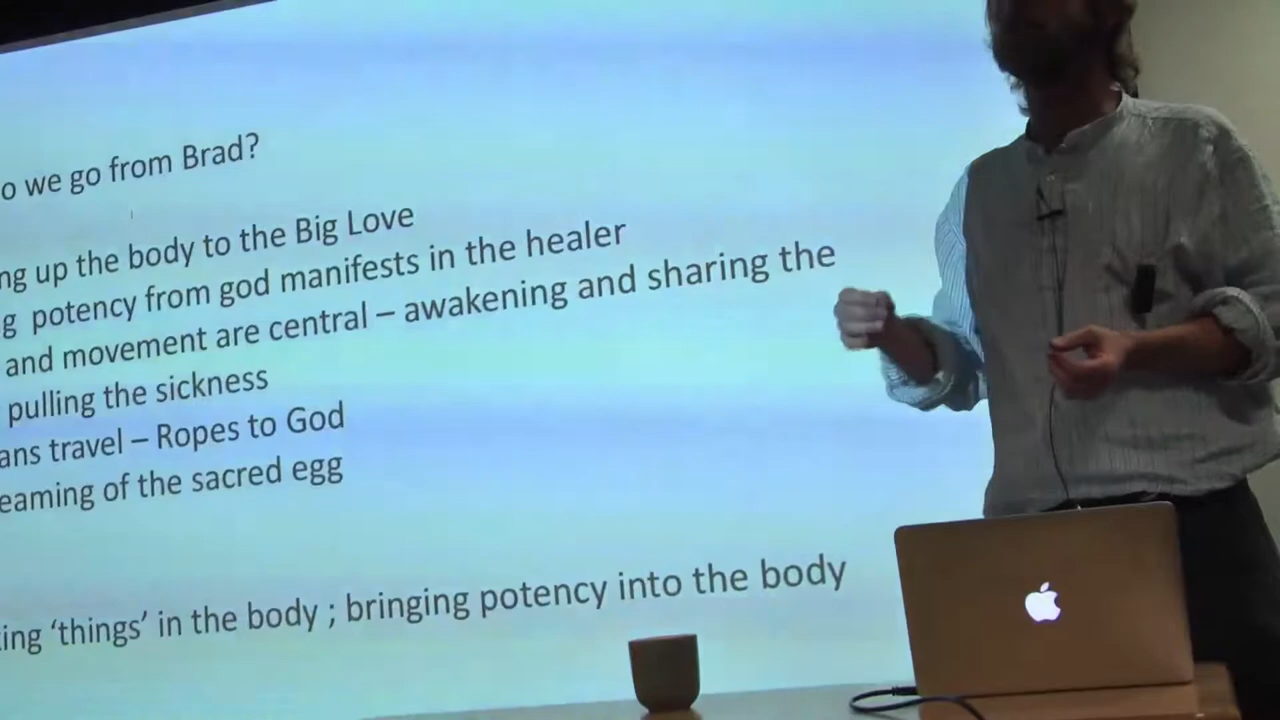 o we go from Brad?
ng up the body to the Big Love
g potency from god manifests in the healer
and movement are central – awakening and sharing the
pulling the sickness
ans travel – Ropes to God
eaming of the sacred egg
ing ‘things’ in the body ; bringing potency into the body